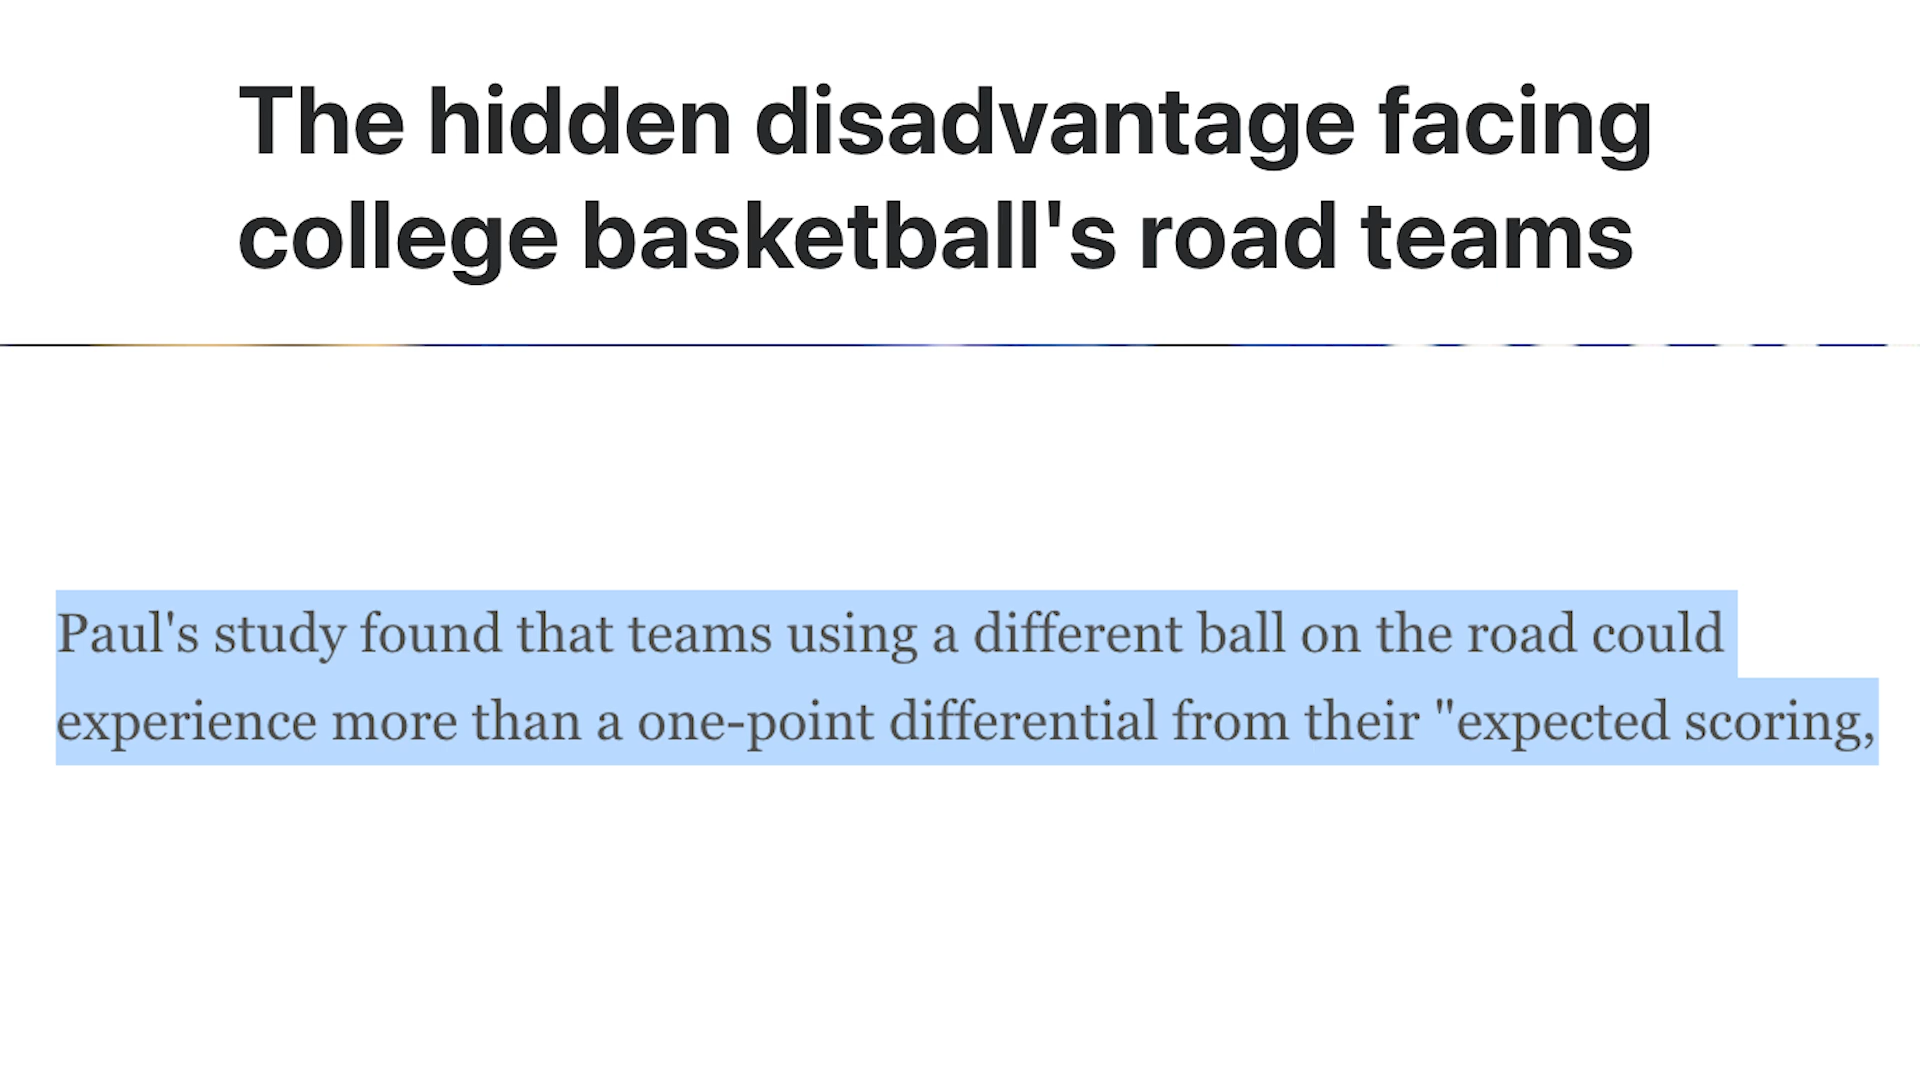 The hidden disadvantage facing
college basketball's road teams
Paul's study found that teams using a different ball on the road could
experience more than a one-point differential from their "expected scoring,